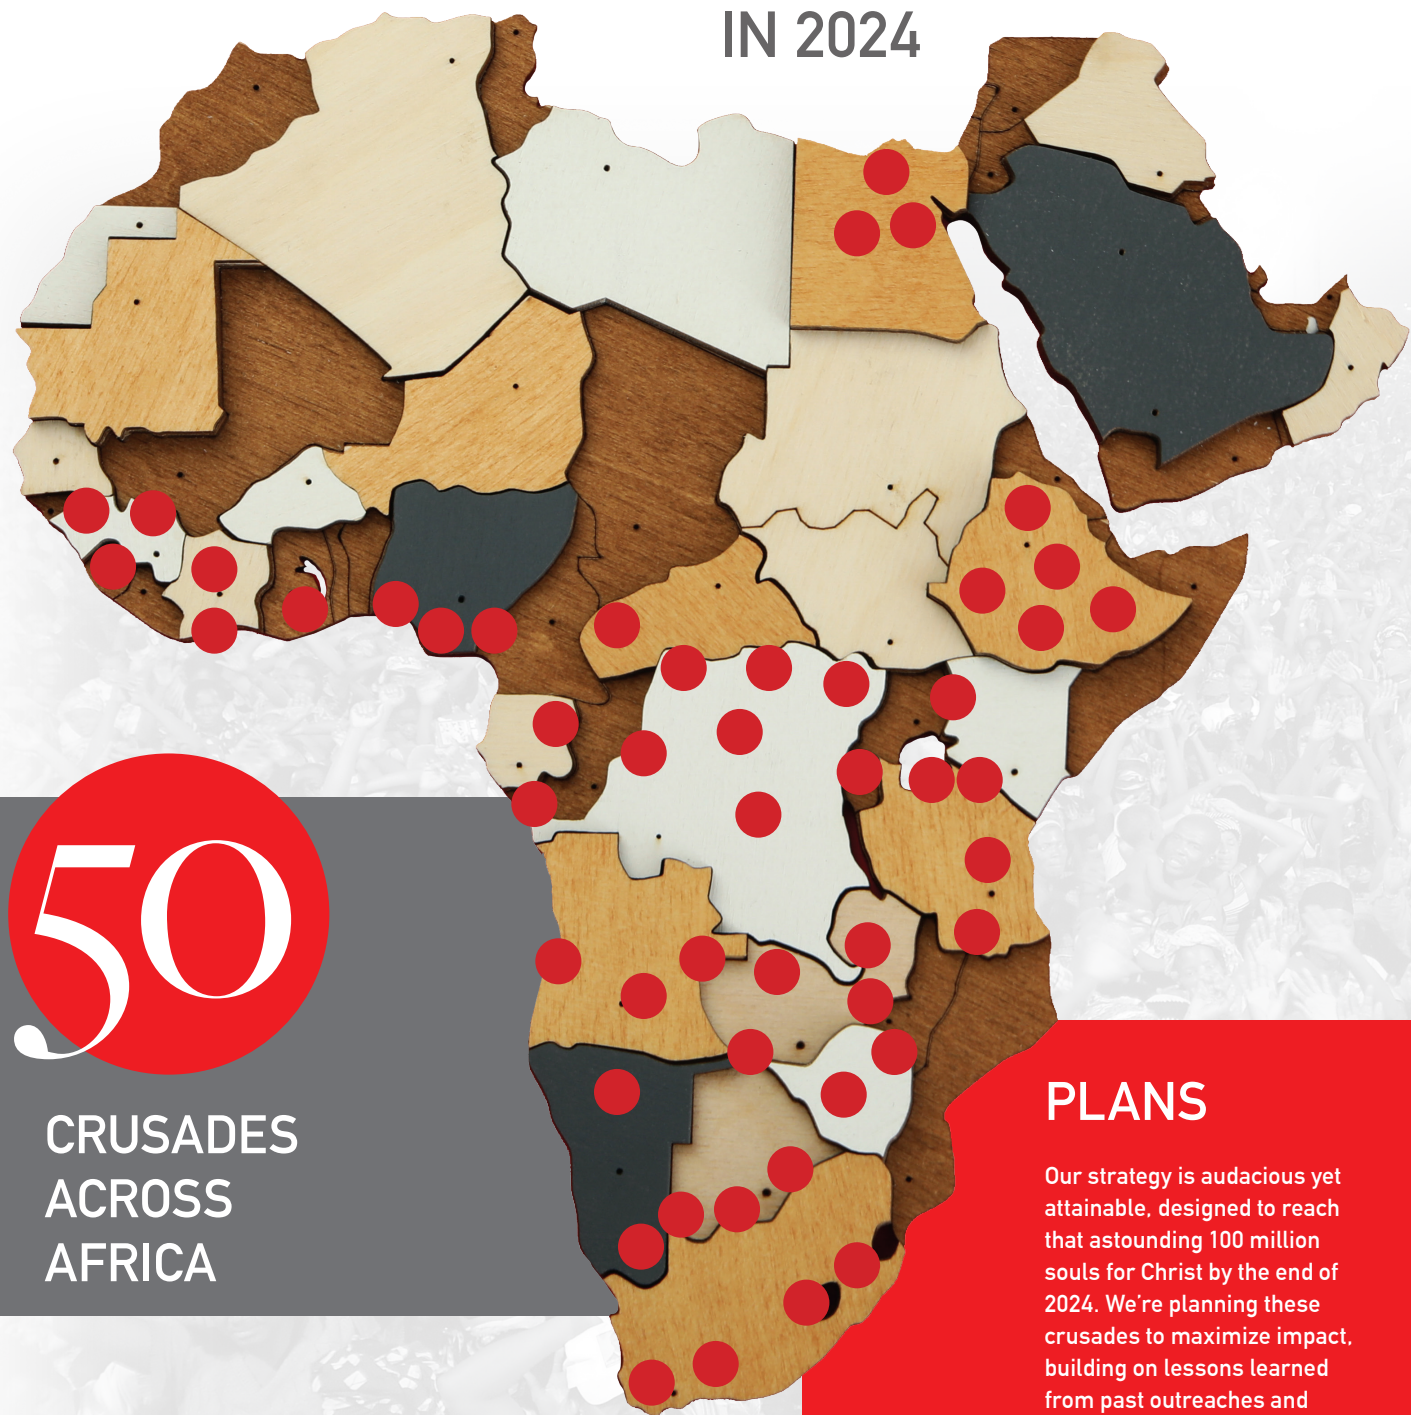 IN 2024
50
CRUSADES
ACROSS
AFRICA
PLANS
Our strategy is audacious yet
attainable, designed to reach
that astounding 100 million
souls for Christ by the end of
2024. We’re planning these
crusades to maximize impact,
building on lessons learned
from past outreaches and